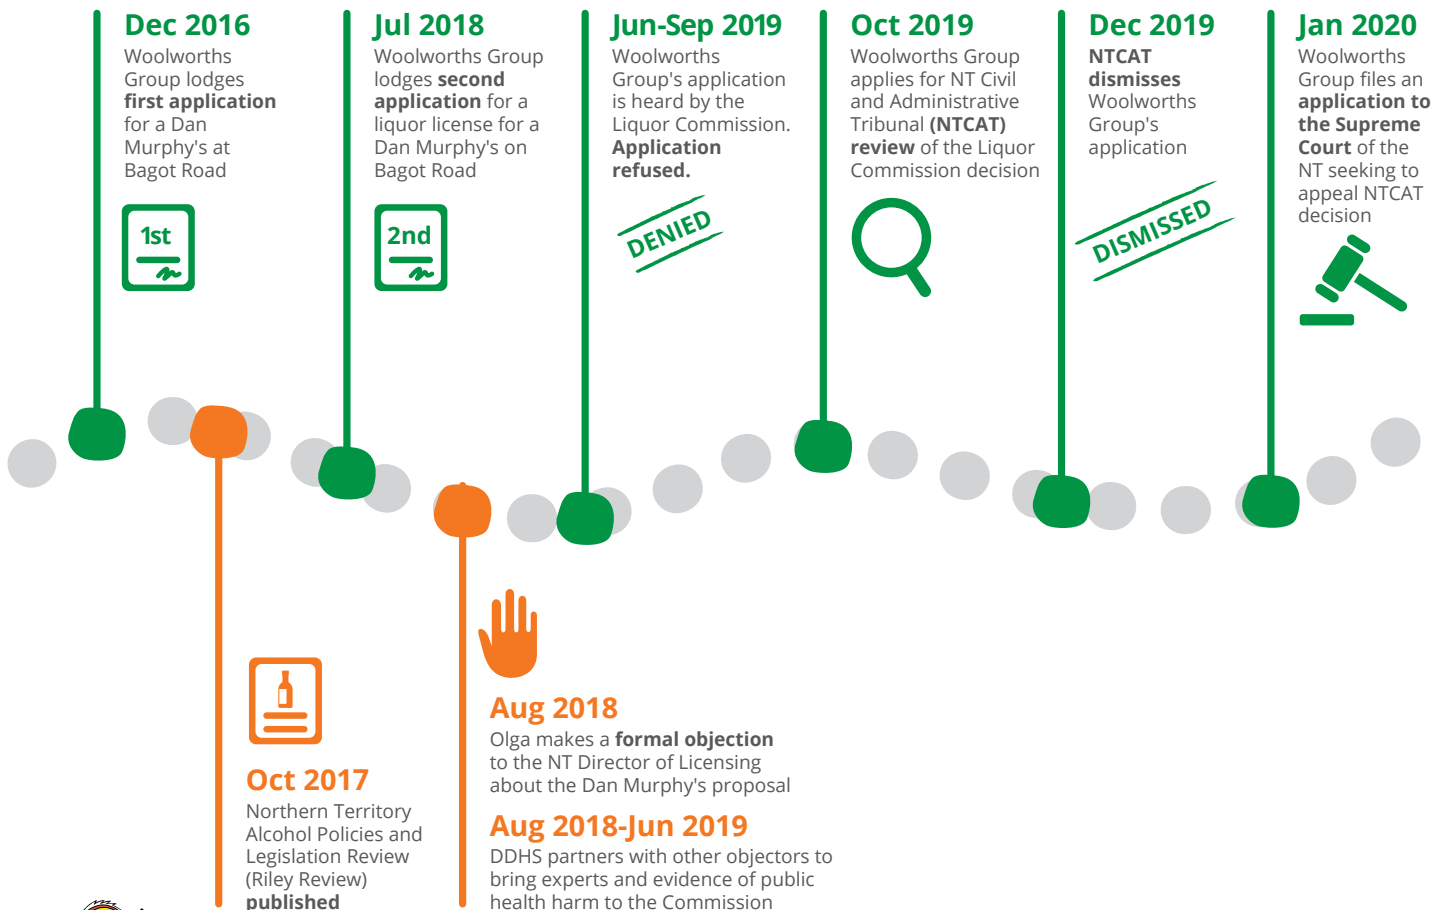 Dec 2016
Woolworths
Group lodges
first application
for a Dan
Murphy's at
Bagot Road
1st
Jul 2018
Woolworths Group
lodges second
application for a
liquor license for a
Dan Murphy's on
Bagot Road
2nd
Jun-Sep 2019
Woolworths
Group's application
is heard by the
Liquor Commission.
Application
refused.
DENIED
Oct 2019
Woolworths Group
applies for NT Civil
and Administrative
Tribunal (NTCAT)
review of the Liquor
Commission decision
Dec 2019
NTCAT
dismisses
Woolworths
Group's
application
DISMISSED
Jan 2020
Woolworths
Group files an
application to
the Supreme
Court of the
NT seeking to
appeal NTCAT
decision
Oct 2017
Northern Territory
Alcohol Policies and
Legislation Review
(Riley Review)
published
Aug 2018
Olga makes a formal objection
to the NT Director of Licensing
about the Dan Murphy's proposal
Aug 2018-Jun 2019
DDHS partners with other objectors to
bring experts and evidence of public
health harm to the Commission